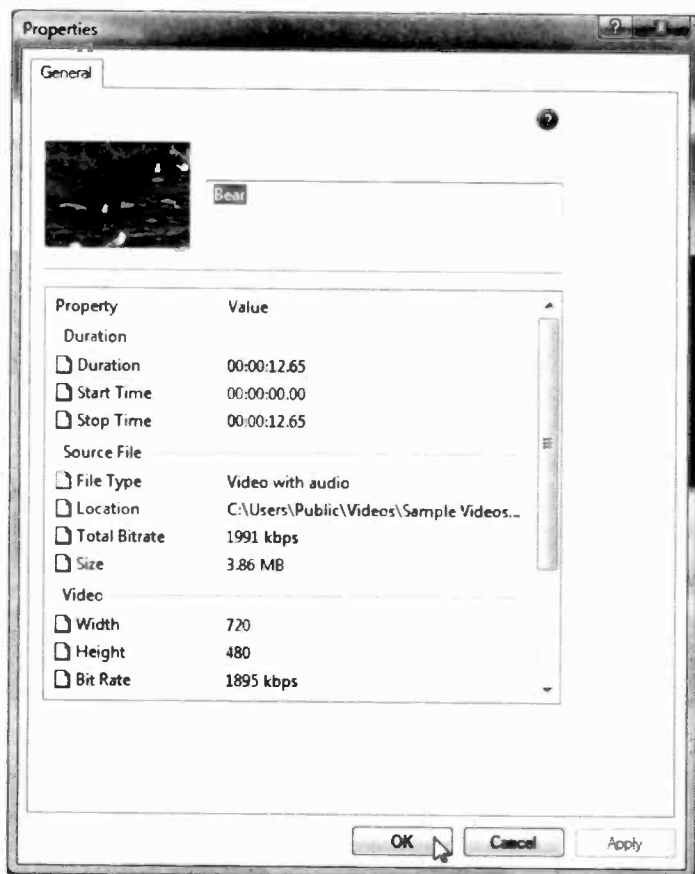 Properties
General
Bear
Property Value
Duration
Duration 00:00:12.65
Start Time 00:00:00.00
Stop Time 00:00:12.65
Source File
File Type Video with audio
Location C:\Users\Public\Videos\Sample Videos...
Total Bitrate 1991 kbps
Size 3.86 MB
Video
Width 720
Height 480
Bit Rate 1895 kbps
OK Cancel Apply